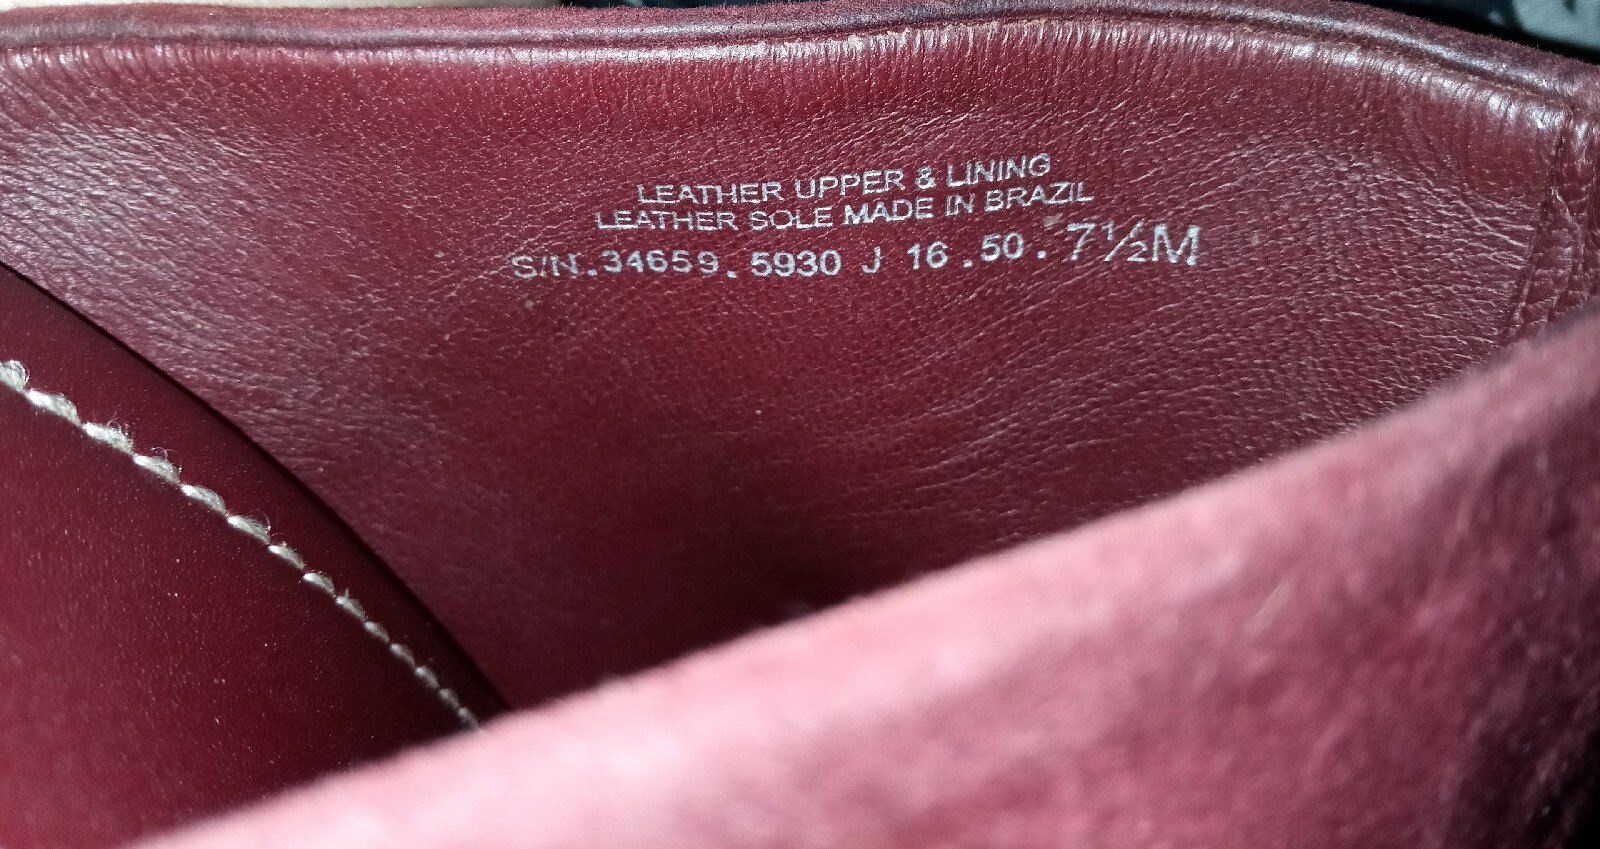 LEATHER UPPER & LINING
LEATHER SOLE MADE IN BRAZIL
S/N.34659.5930 J 16.50.7½M